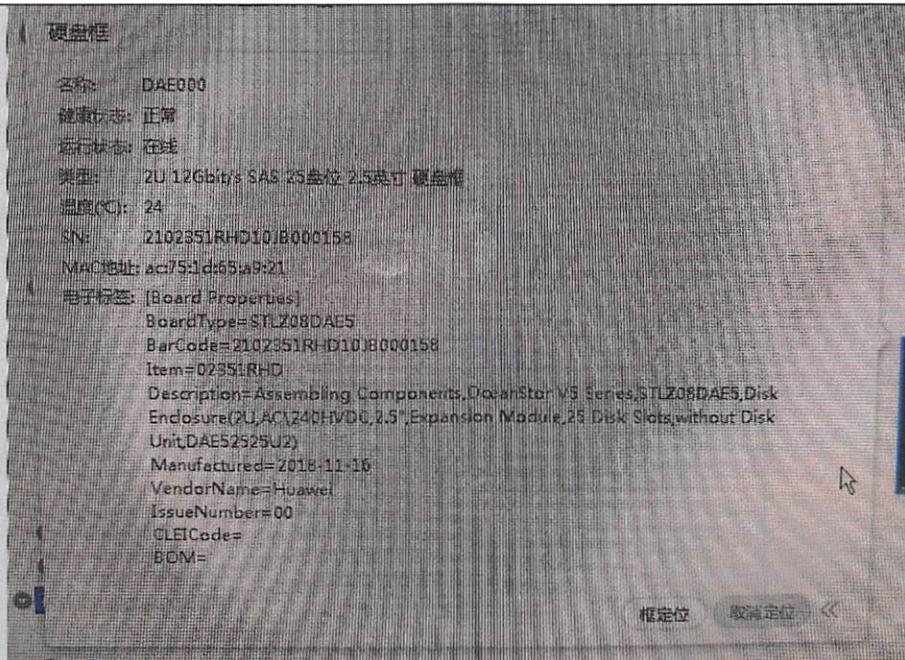 硬盘框
名称: DAE000
健康状态: 正常
运行状态: 在线
类型: 2U 12Gbit/s SAS 25盘位 2.5英寸 硬盘框
温度(℃): 24
SN: 2102351RHD10JB000158
MAC地址: ac:75:1d:65:a9:21
电子标签: [Board Properties]
BoardType=STLZ08DAE5
BarCode=2102351RHD10JB000158
Item=02351RHD
Description=Assembling Components,OceanStor V5 Series,STLZ08DAE5,Disk
Enclosure(2U,AC\240HVDC,2.5",Expansion Module,25 Disk Slots,without Disk
Unit,DAE52525U2)
Manufactured=2018-11-16
VendorName=Huawei
IssueNumber=00
CLEICode=
BOM=
框定位 取消定位